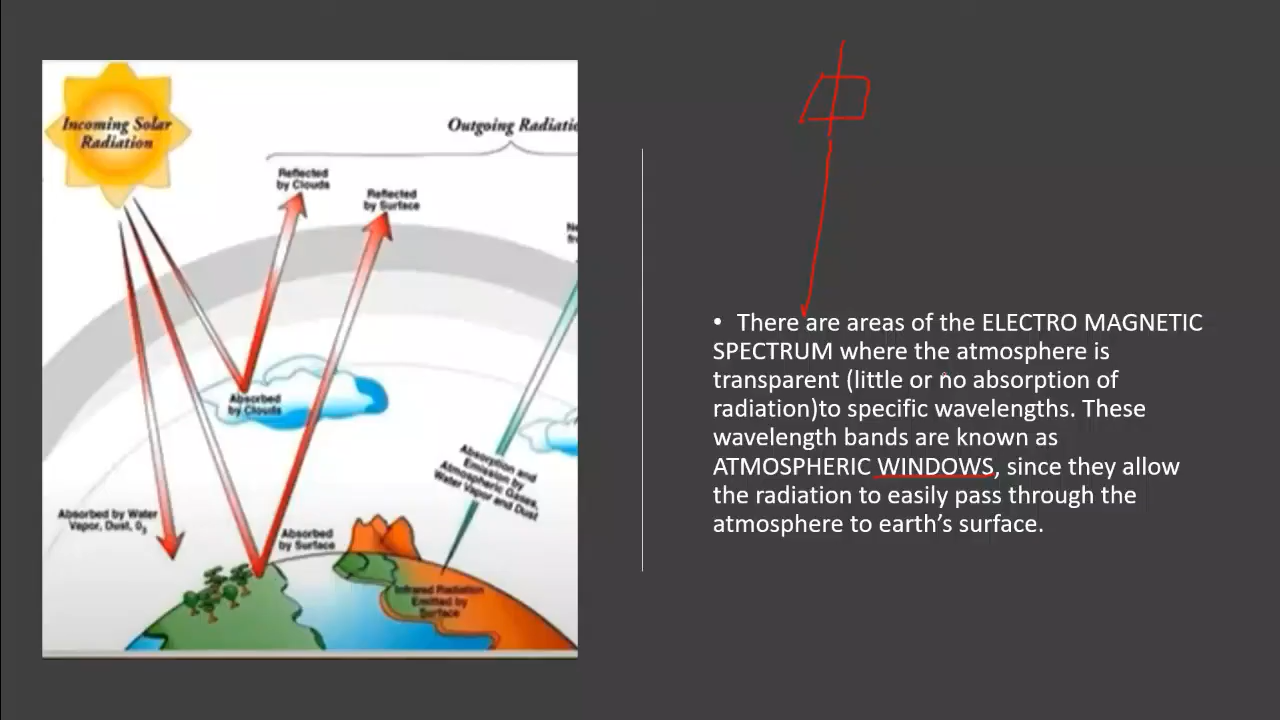 Incoming Solar
Radiation
Outgoing Radiatio
Reflected
by Clouds
Reflected
by Surface
Ne
fro
Absorbed
by Clouds
Absorption and
Emission by
Atmospheric Gases,
Water Vapor and Dust
Absorbed by Water
Vapor, Dust, O3
Absorbed
by Surface
Infrared Radiation
Emitted by
Surface
• There are areas of the ELECTRO MAGNETIC
SPECTRUM where the atmosphere is
transparent (little or no absorption of
radiation)to specific wavelengths. These
wavelength bands are known as
ATMOSPHERIC WINDOWS, since they allow
the radiation to easily pass through the
atmosphere to earth’s surface.